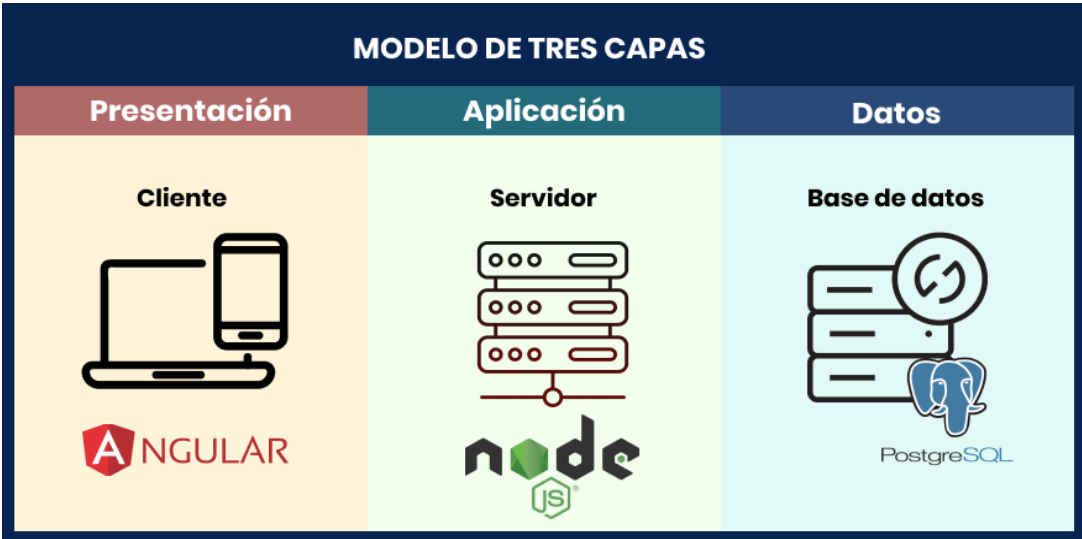 MODELO DE TRES CAPAS
Presentación
Aplicación
Datos
Cliente
Servidor
Base de datos
ANGULAR
node
JS
PostgreSQL